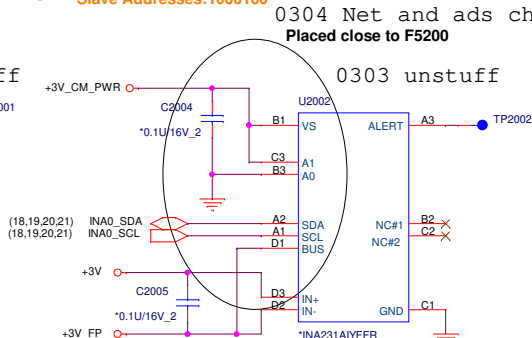 Slave Addresses:1000100
0304 Net and ads ch
Placed close to F5200
ff
0303 unstuff
+3V_CM_PWR
001
C2004
*0.1U/16V_2
U2002
B1
VS
ALERT
A3
TP2002
C3
A1
B3
A0
(18,19,20,21)
INA0_SDA
A2
SDA
NC#1
B2
(18,19,20,21)
INA0_SCL
A1
SCL
NC#2
C2
D1
BUS
+3V
C2005
*0.1U/16V_2
D3
IN+
D2
IN-
GND
C1
+3V_FP
*INA231AIYFFR